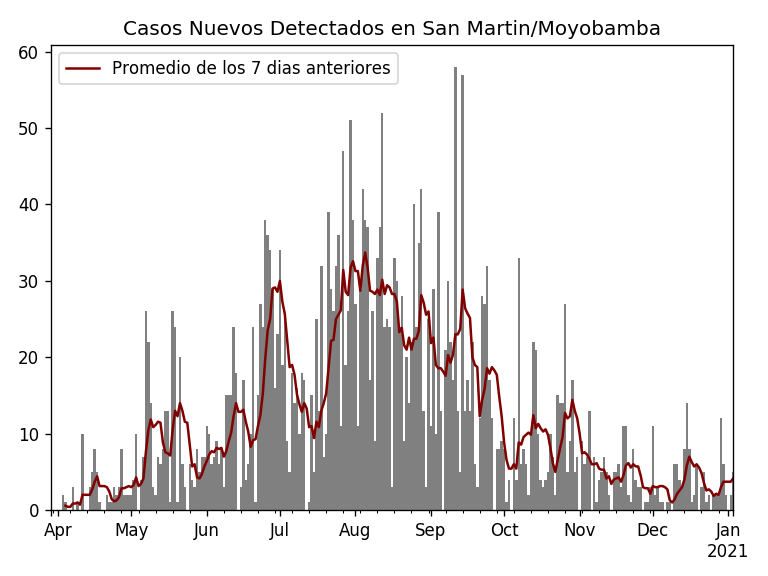 Casos Nuevos Detectados en San Martin/Moyobamba
Promedio de los 7 dias anteriores
60
50
40
30
20
10
0
Apr May Jun Jul Aug Sep Oct Nov Dec Jan
2021